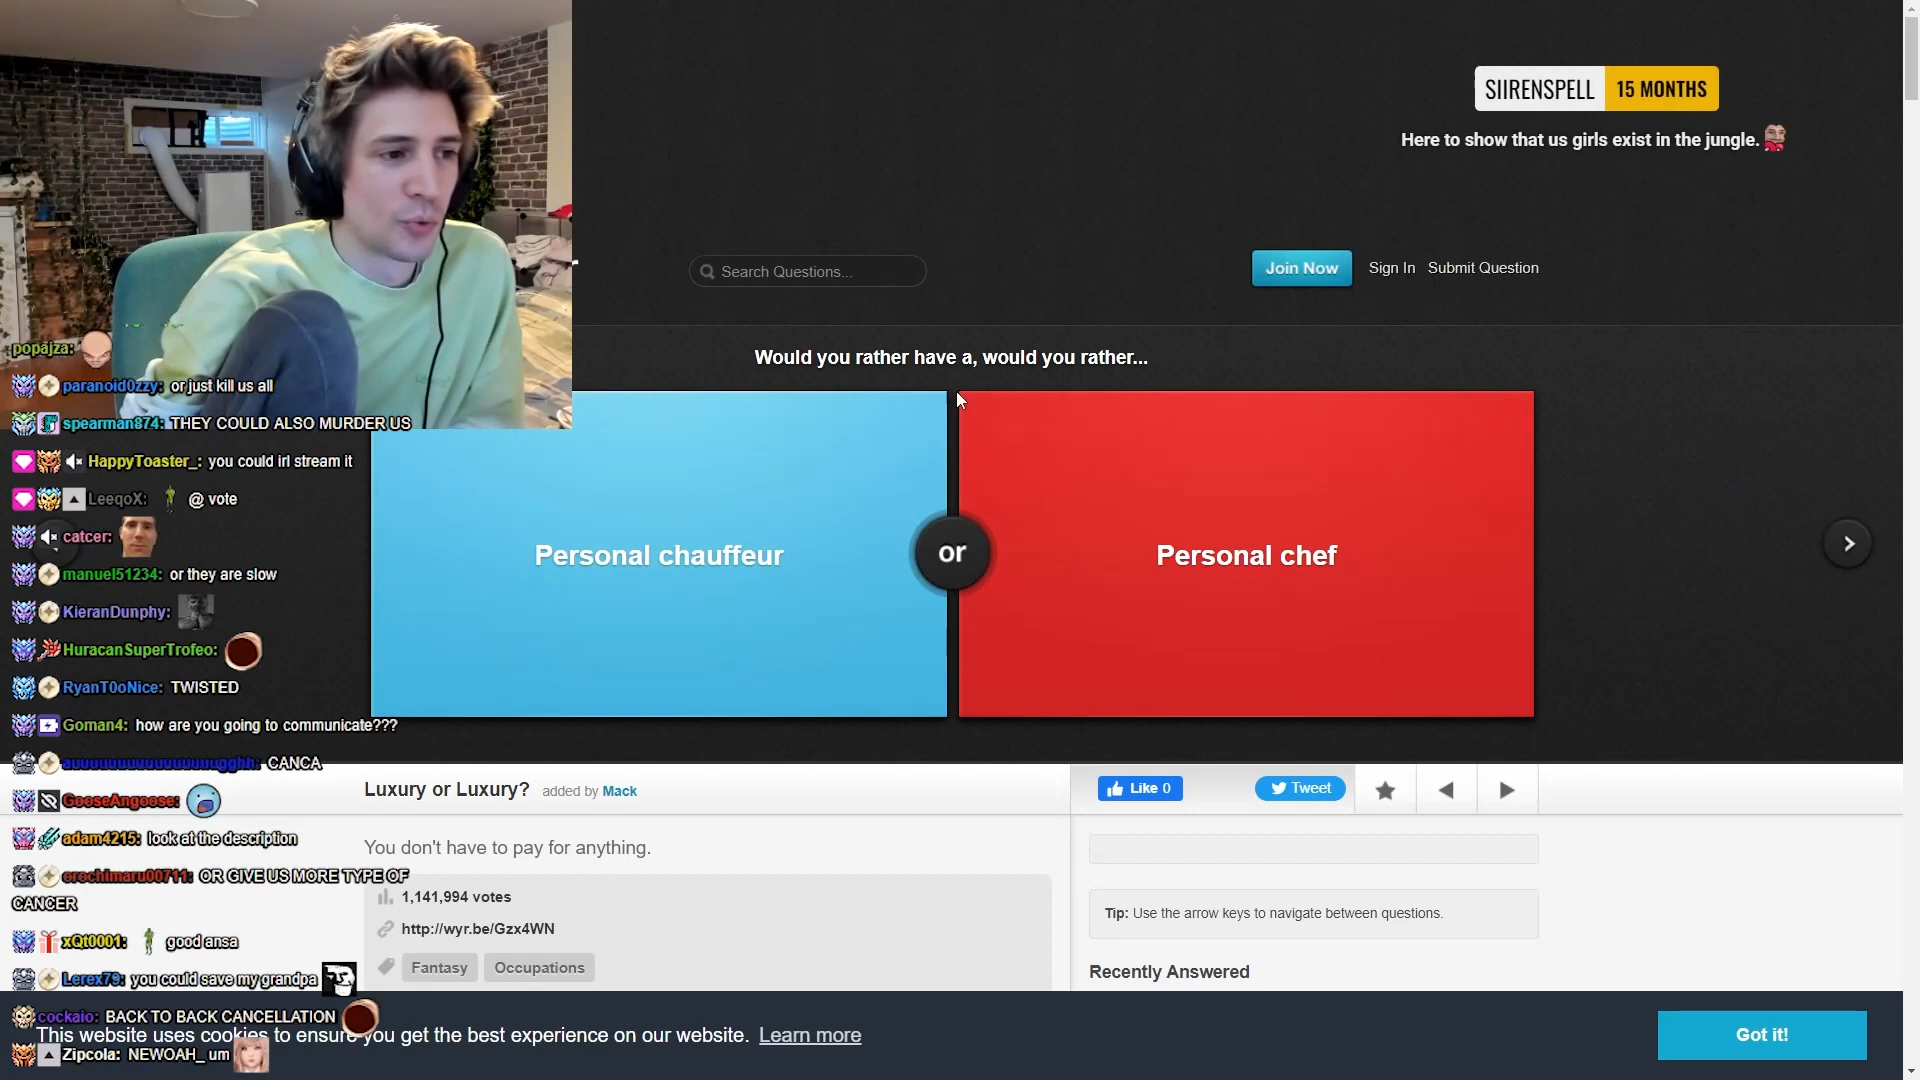 SIIRENSPELL 15 MONTHS
Here to show that us girls exist in the jungle.
Search Questions...
Join Now Sign In Submit Question
Would you rather have a, would you rather...
Personal chauffeur
or
Personal chef
popajza:
paranoid0zzy: or just kill us all
spearman874: THEY COULD ALSO MURDER US
HappyToaster_: you could irl stream it
LeeqoX: @ vote
catcer:
manuel51234: or they are slow
KieranDunphy:
HuracanSuperTrofeo:
RyanT0oNice: TWISTED
Goman4: how are you going to communicate???
CANCA
GooseAngoose:
adam4215: look at the description
orochimaru00711: OR GIVE US MORE TYPE OF
CANCER
xQt0001: good ansa
Lerex79: you could save my grandpa
cockaio: BACK TO BACK CANCELLATION
Zipcola: NEWOAH_ um
Luxury or Luxury? added by Mack
Like 0
Tweet
You don't have to pay for anything.
1,141,994 votes
http://wyr.be/Gzx4WN
Fantasy Occupations
Tip: Use the arrow keys to navigate between questions.
Recently Answered
This website uses cookies to ensure you get the best experience on our website. Learn more
Got it!